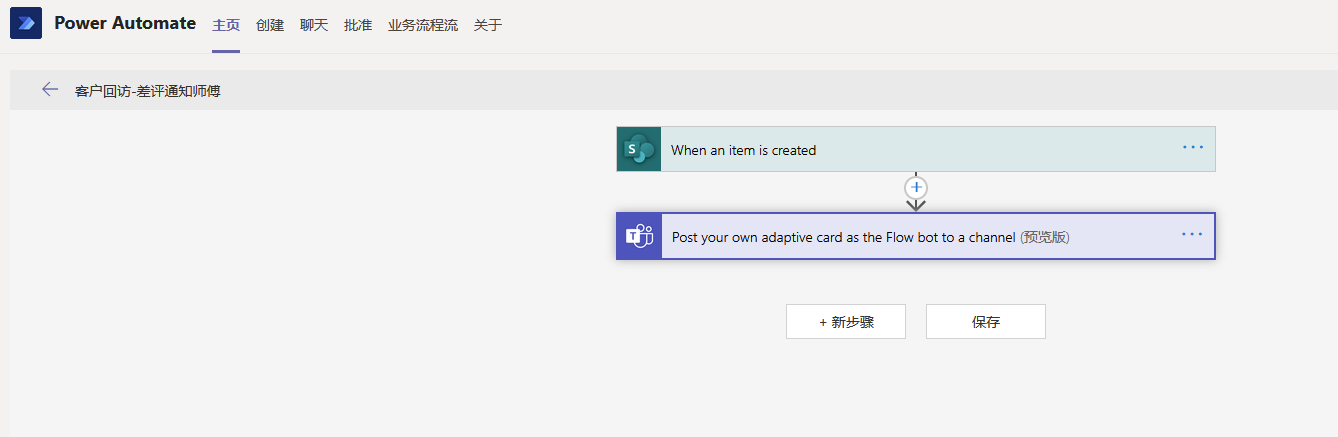 Power Automate 主页 创建 聊天 批准 业务流程流 关于
客户回访-差评通知师傅
When an item is created
Post your own adaptive card as the Flow bot to a channel (预览版)
+ 新步骤 保存